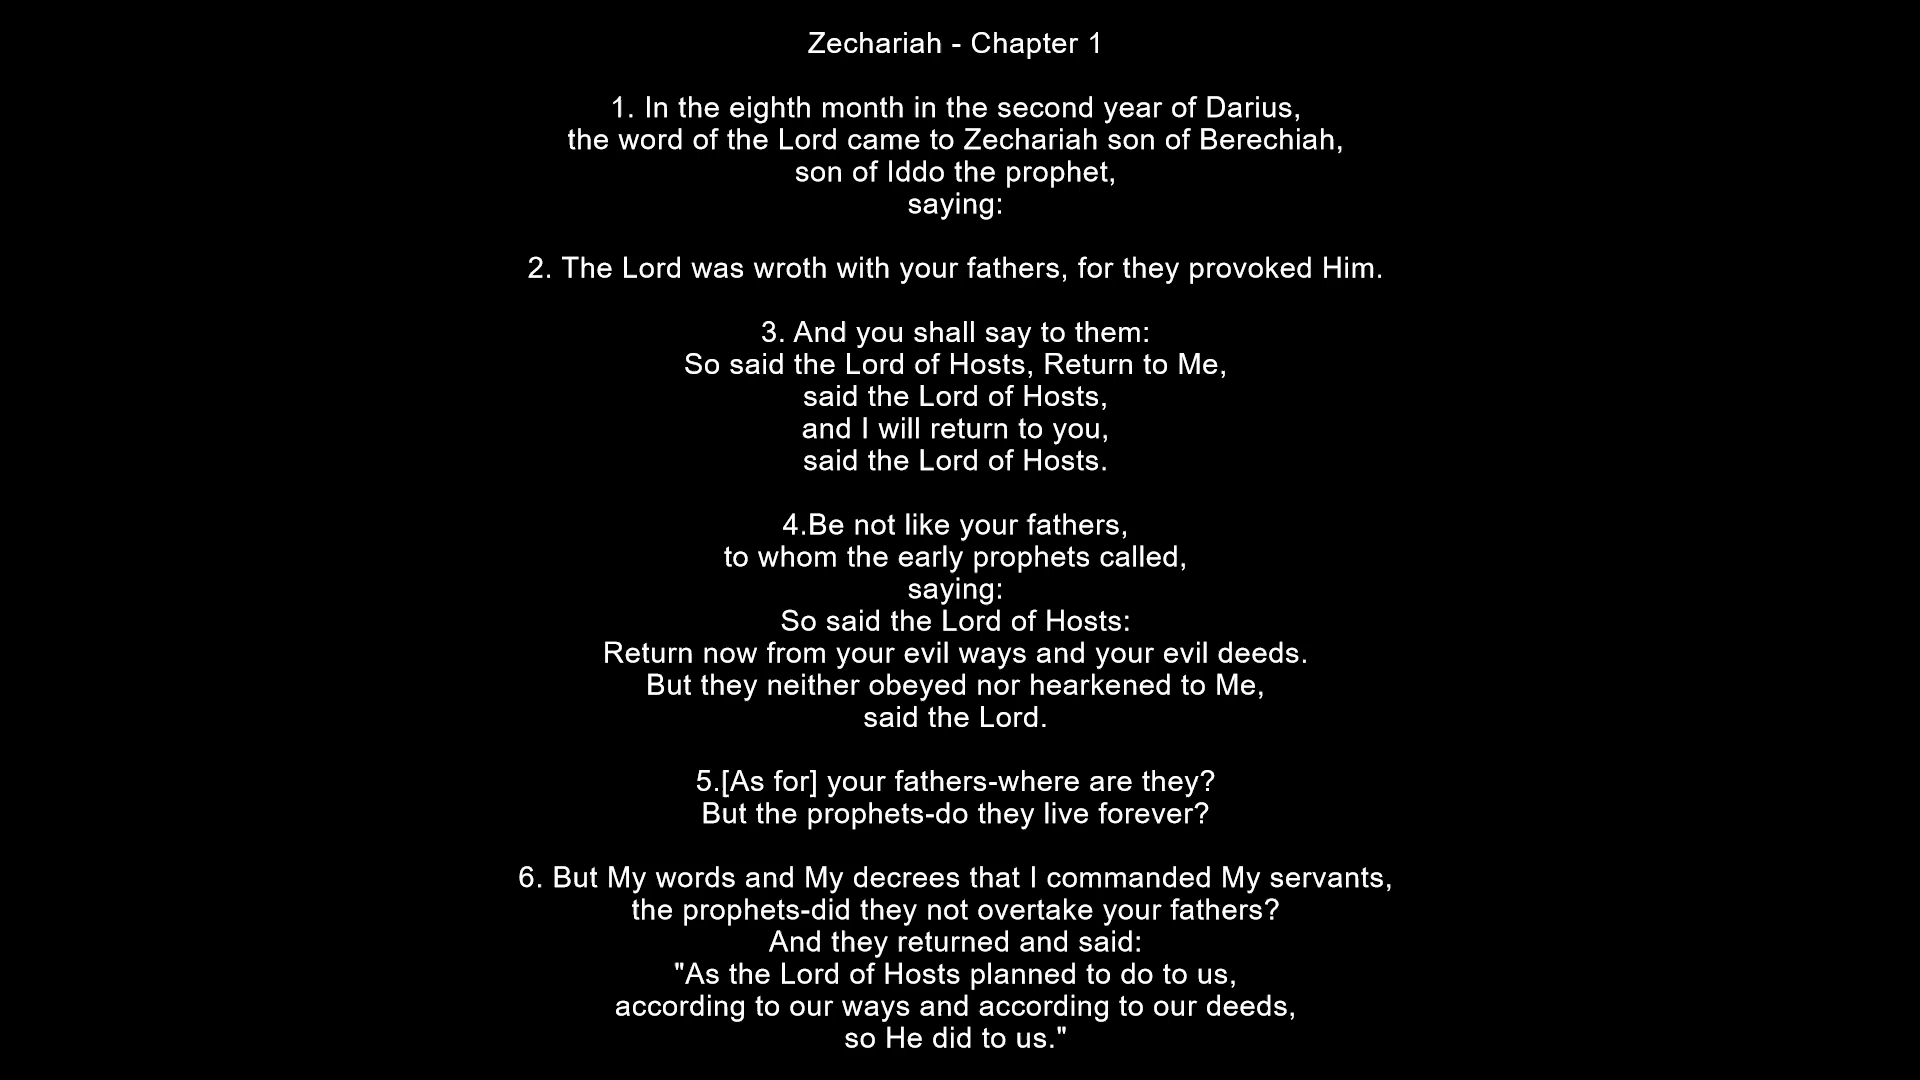 Zechariah - Chapter 1
1. In the eighth month in the second year of Darius,
the word of the Lord came to Zechariah son of Berechiah,
son of Iddo the prophet,
saying:
2. The Lord was wroth with your fathers, for they provoked Him.
3. And you shall say to them:
So said the Lord of Hosts, Return to Me,
said the Lord of Hosts,
and I will return to you,
said the Lord of Hosts.
4.Be not like your fathers,
to whom the early prophets called,
saying:
So said the Lord of Hosts:
Return now from your evil ways and your evil deeds.
But they neither obeyed nor hearkened to Me,
said the Lord.
5.[As for] your fathers-where are they?
But the prophets-do they live forever?
6. But My words and My decrees that I commanded My servants,
the prophets-did they not overtake your fathers?
And they returned and said:
"As the Lord of Hosts planned to do to us,
according to our ways and according to our deeds,
so He did to us."